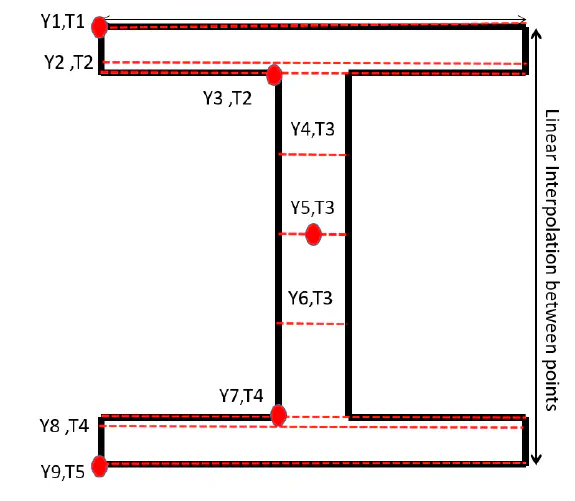 Y1,T1
Y2 ,T2
Y3 ,T2
Y4,T3
Y5,T3
Y6,T3
Y7,T4
Y8 ,T4
Y9,T5
Linear Interpolation between points